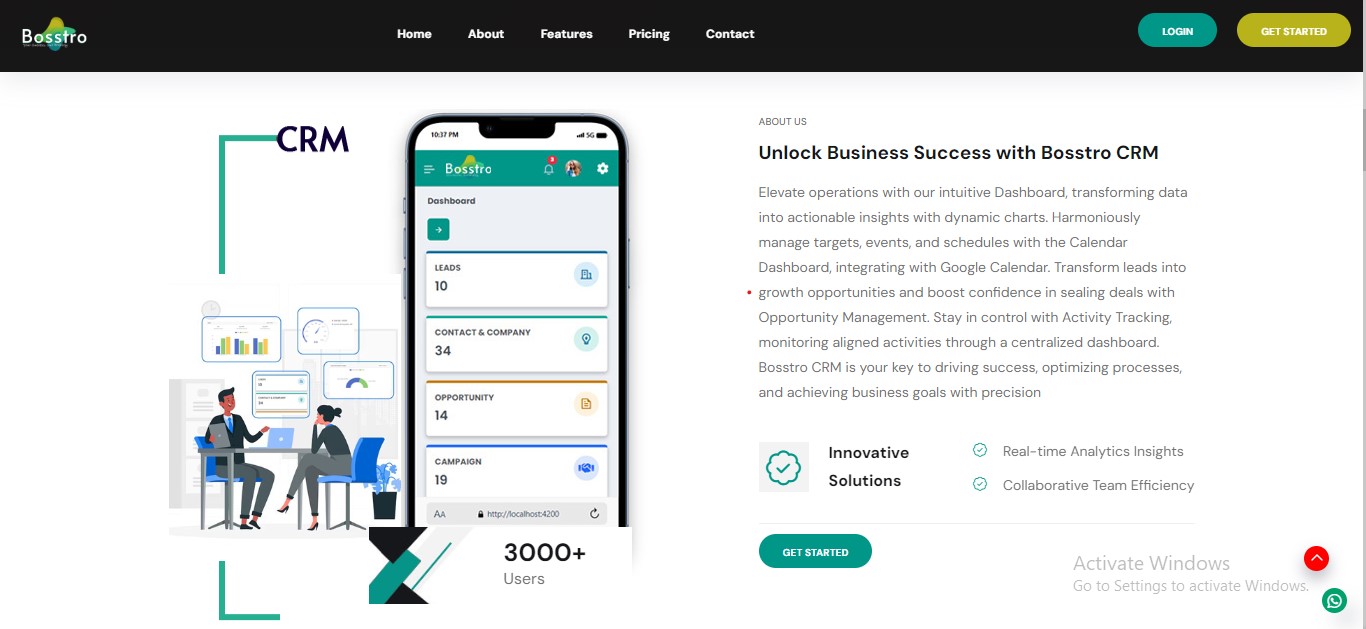 Bosstro
Home
About
Features
Pricing
Contact
LOGIN
GET STARTED
CRM
10:37 PM
5G
Bosstro
3
Dashboard
LEADS
10
CONTACT & COMPANY
34
OPPORTUNITY
14
CAMPAIGN
19
AA
http://localhost:4200
3000+
Users
ABOUT US
Unlock Business Success with Bosstro CRM
Elevate operations with our intuitive Dashboard, transforming data
into actionable insights with dynamic charts. Harmoniously
manage targets, events, and schedules with the Calendar
Dashboard, integrating with Google Calendar. Transform leads into
growth opportunities and boost confidence in sealing deals with
Opportunity Management. Stay in control with Activity Tracking,
monitoring aligned activities through a centralized dashboard.
Bosstro CRM is your key to driving success, optimizing processes,
and achieving business goals with precision
Innovative
Solutions
Real-time Analytics Insights
Collaborative Team Efficiency
GET STARTED
Activate Windows
Go to Settings to activate Windows.